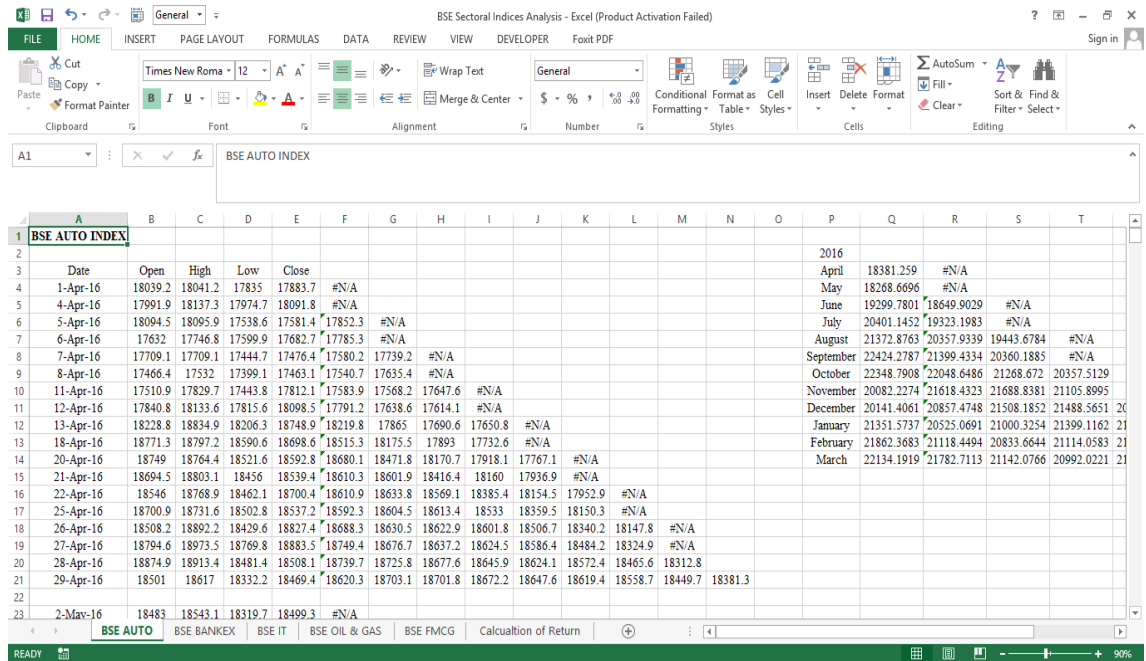 General
BSE Sectoral Indices Analysis - Excel (Product Activation Failed)
FILE HOME INSERT PAGE LAYOUT FORMULAS DATA REVIEW VIEW DEVELOPER Foxit PDF Sign in
Paste Cut Copy Format Painter Clipboard
Times New Roma 12 B I U Font
Wrap Text Merge & Center Alignment
General $ % , Number
Conditional Formatting Format as Table Cell Styles Styles
Insert Delete Format Cells
AutoSum Fill Clear Sort & Filter Find & Select Editing
A1 fx BSE AUTO INDEX
A B C D E F G H I J K L M N O P Q R S T
1 BSE AUTO INDEX
2 2016
3 Date Open High Low Close April 18381.259 #N/A
4 1-Apr-16 18039.2 18041.2 17835 17883.7 #N/A May 18268.6696 #N/A
5 4-Apr-16 17991.9 18137.3 17974.7 18091.8 #N/A June 19299.7801 18649.9029 #N/A
6 5-Apr-16 18094.5 18095.9 17538.6 17581.4 17852.3 #N/A July 20401.1452 19323.1983 #N/A
7 6-Apr-16 17632 17746.8 17599.9 17682.7 17785.3 #N/A August 21372.8763 20357.9339 19443.6784 #N/A
8 7-Apr-16 17709.1 17709.1 17444.7 17476.4 17580.2 17739.2 #N/A September 22424.2787 21399.4334 20360.1885 #N/A
9 8-Apr-16 17466.4 17532 17399.1 17463.1 17540.7 17635.4 #N/A October 22348.7908 22048.6486 21268.672 20357.5129
10 11-Apr-16 17510.9 17829.7 17443.8 17812.1 17583.9 17568.2 17647.6 #N/A November 20082.2274 21618.4323 21688.8381 21105.8995
11 12-Apr-16 17840.8 18133.6 17815.6 18098.5 17791.2 17638.6 17614.1 #N/A December 20141.4061 20857.4748 21508.1852 21488.5651 20
12 13-Apr-16 18228.8 18834.9 18206.3 18748.9 18219.8 17865 17690.6 17650.8 #N/A January 21351.5737 20525.0691 21000.3254 21399.1162 21
13 18-Apr-16 18771.3 18797.2 18590.6 18698.6 18515.3 18175.5 17893 17732.6 #N/A February 21862.3683 21118.4494 20833.6644 21114.0583 21
14 20-Apr-16 18749 18764.4 18521.6 18592.8 18680.1 18471.8 18170.7 17918.1 17767.1 #N/A March 22134.1919 21782.7113 21142.0766 20992.0221 21
15 21-Apr-16 18694.5 18803.1 18456 18539.4 18610.3 18601.9 18416.4 18160 17936.9 #N/A
16 22-Apr-16 18546 18768.9 18462.1 18700.4 18610.9 18633.8 18569.1 18385.4 18154.5 17952.9 #N/A
17 25-Apr-16 18700.9 18731.6 18502.8 18537.2 18592.3 18604.5 18613.4 18533 18359.5 18150.3 #N/A
18 26-Apr-16 18508.2 18892.2 18429.6 18827.4 18688.3 18630.5 18622.9 18601.8 18506.7 18340.2 18147.8 #N/A
19 27-Apr-16 18794.6 18973.5 18769.8 18883.5 18749.4 18676.7 18637.2 18624.5 18586.4 18484.2 18324.9 #N/A
20 28-Apr-16 18874.9 18913.4 18481.4 18508.1 18739.7 18725.8 18677.6 18645.9 18624.1 18572.4 18465.6 18312.8
21 29-Apr-16 18501 18617 18332.2 18469.4 18620.3 18703.1 18701.8 18672.2 18647.6 18619.4 18558.7 18449.7 18381.3
22
23 2-May-16 18483 18543.1 18319.7 18499.3 #N/A
BSE AUTO BSE BANKEX BSE IT BSE OIL & GAS BSE FMCG Calcualtion of Return
READY 90%